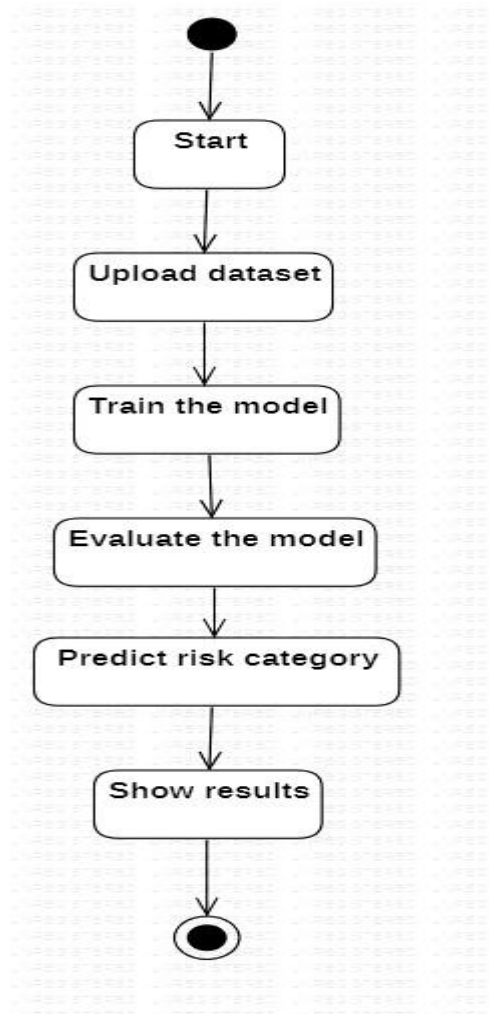 Start
Upload dataset
Train the model
Evaluate the model
Predict risk category
Show results